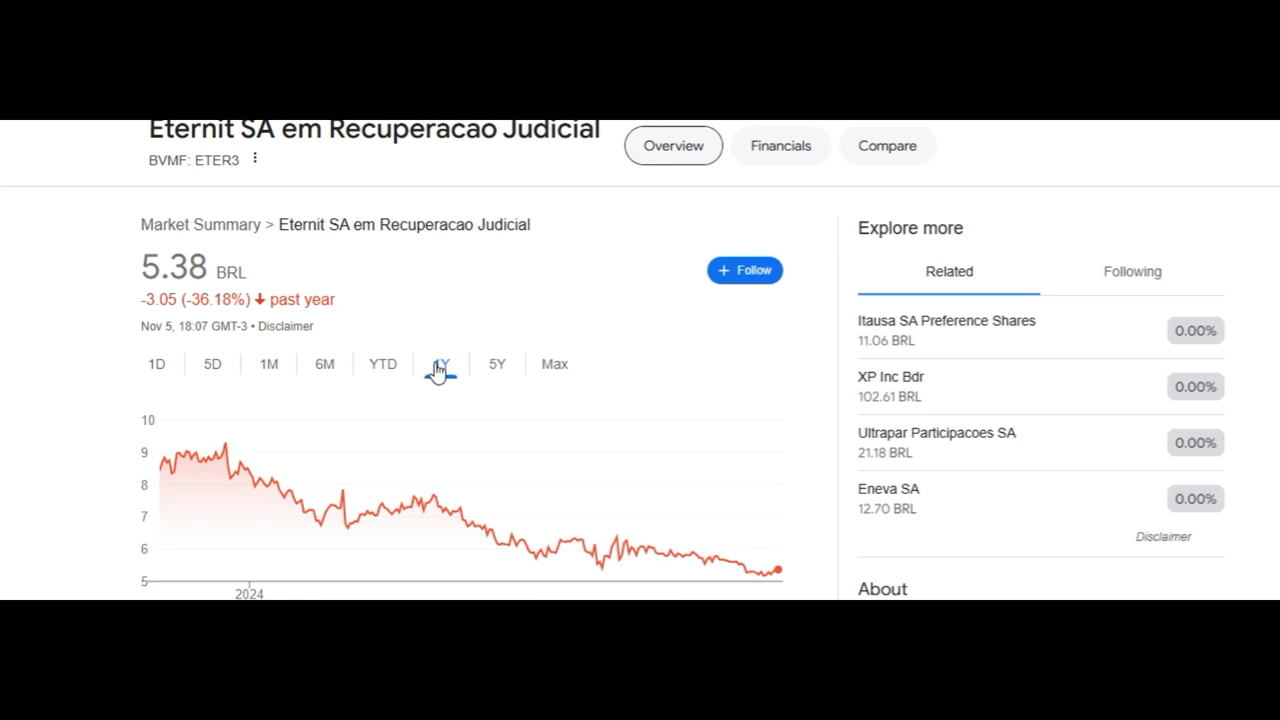 Eternit SA em Recuperacao Judicial
BVMF: ETER3
Overview
Financials
Compare
Market Summary > Eternit SA em Recuperacao Judicial
5.38 BRL
-3.05 (-36.18%) past year
Nov 5, 18:07 GMT-3 • Disclaimer
+ Follow
1D 5D 1M 6M YTD 1Y 5Y Max
10
9
8
7
6
5
2024
Explore more
Related Following
Itausa SA Preference Shares
11.06 BRL
0.00%
XP Inc Bdr
102.61 BRL
0.00%
Ultrapar Participacoes SA
21.18 BRL
0.00%
Eneva SA
12.70 BRL
0.00%
Disclaimer
About